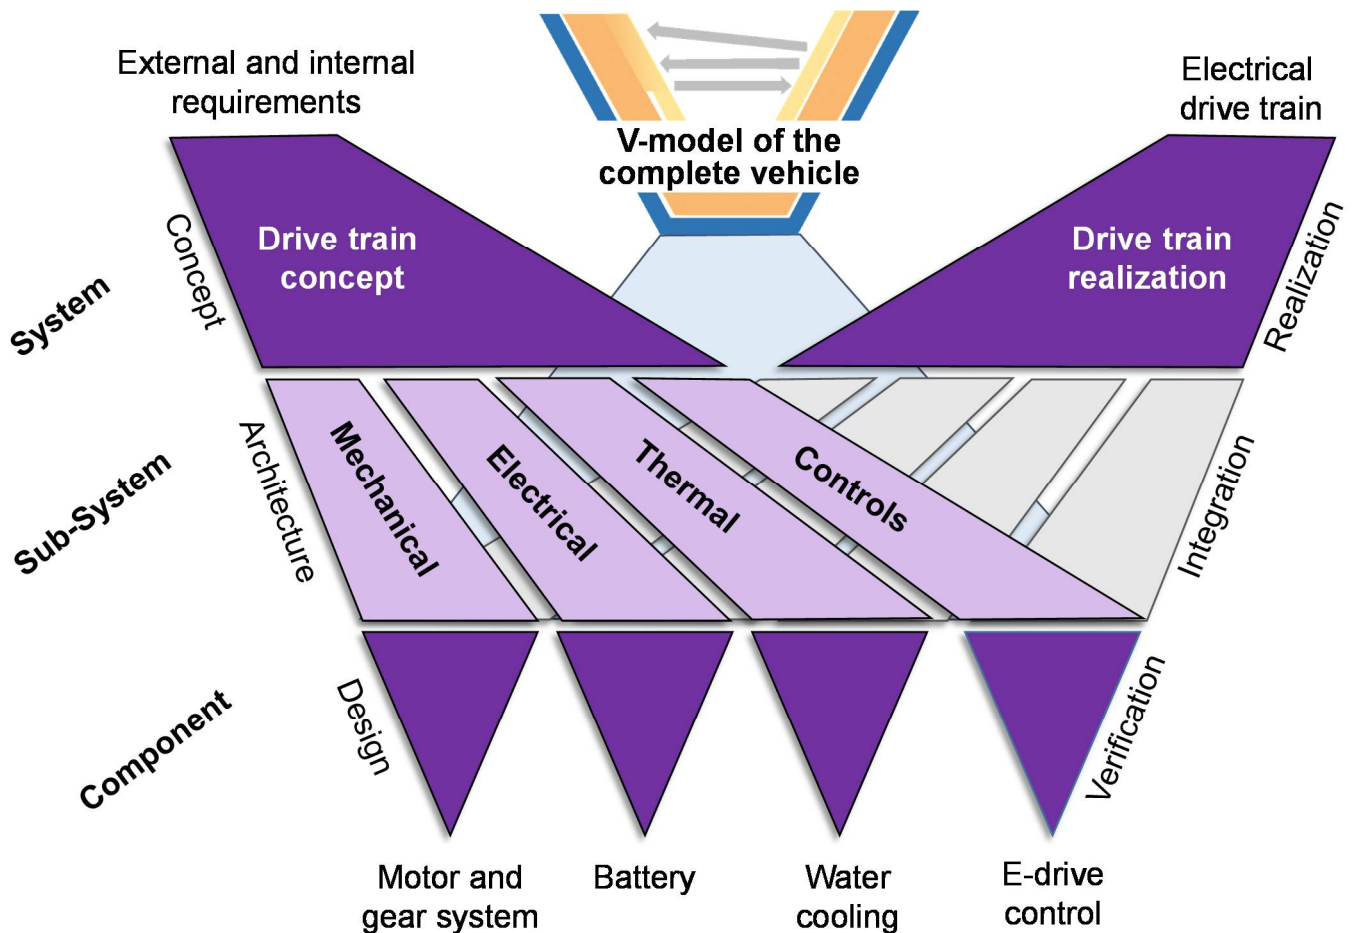 External and internal
requirements
Electrical
drive train
V-model of the
complete vehicle
Drive train
concept
Drive train
realization
System
Concept
Realization
Sub-System
Architecture
Mechanical
Electrical
Thermal
Controls
Integration
Component
Design
Verification
Motor and
gear system
Battery
Water
cooling
E-drive
control